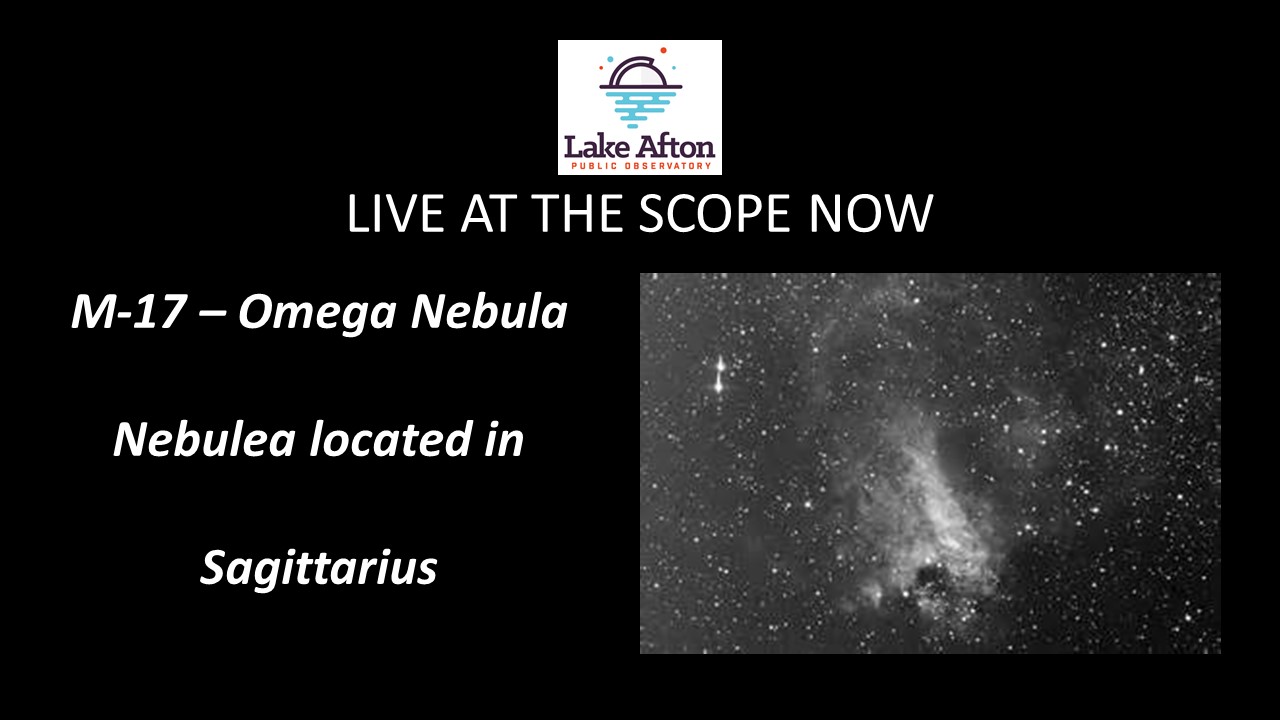 Lake Afton
PUBLIC OBSERVATORY
LIVE AT THE SCOPE NOW
M-17 – Omega Nebula
Nebulea located in
Sagittarius